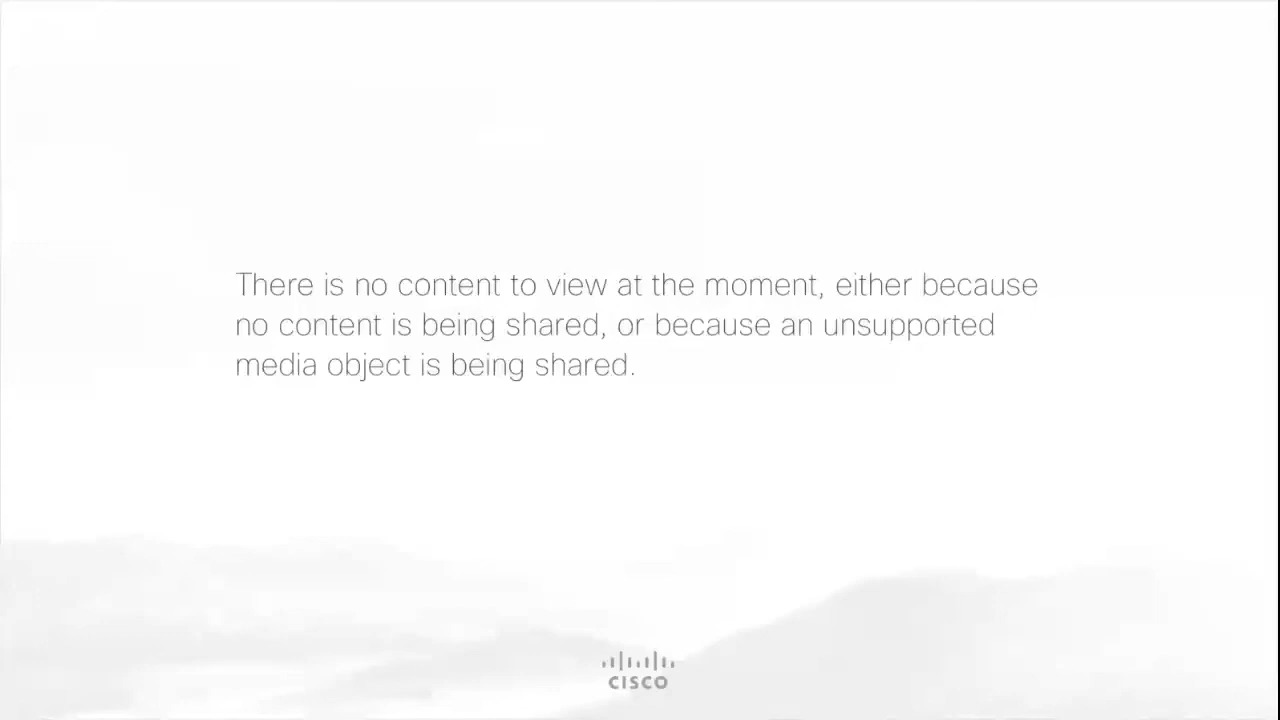 There is no content to view at the moment, either because
no content is being shared, or because an unsupported
media object is being shared.
CISCO